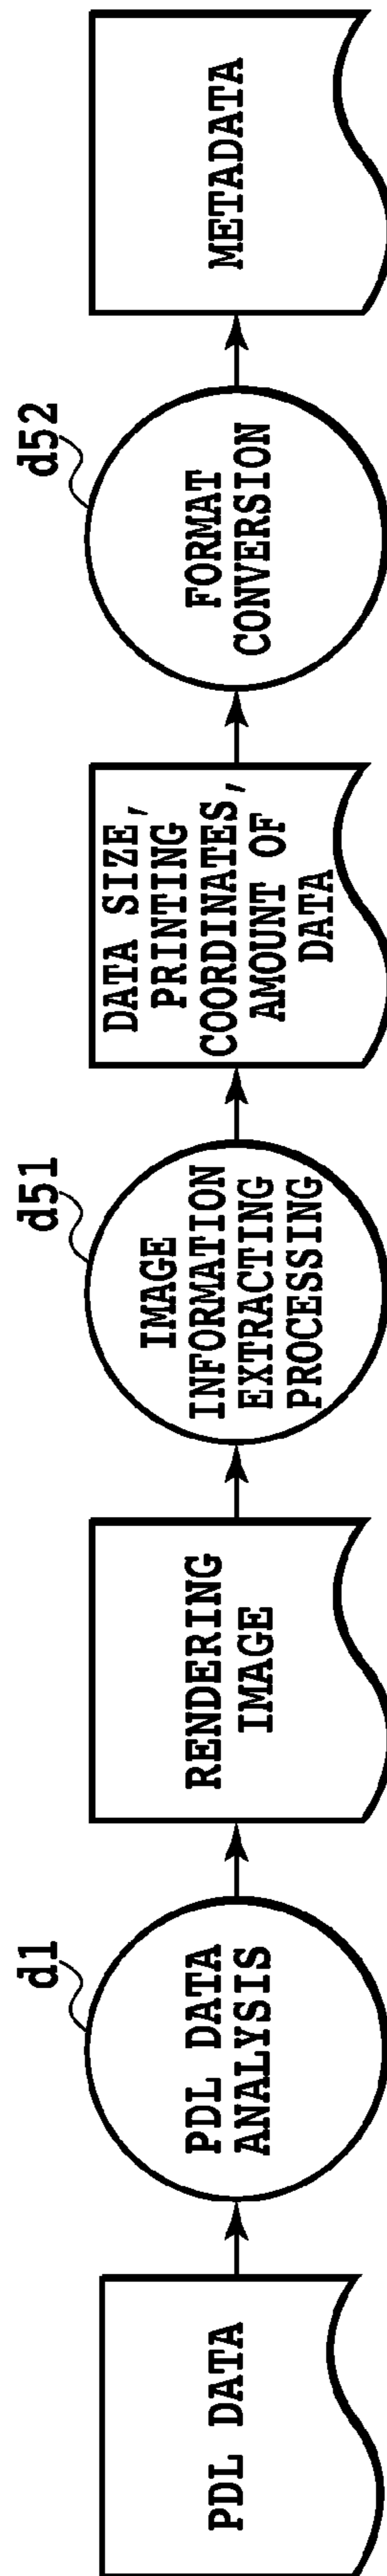 PDL DATA
d1
PDL DATA
ANALYSIS
RENDERING
IMAGE
d51
IMAGE
INFORMATION
EXTRACTING
PROCESSING
DATA SIZE,
PRINTING
COORDINATES,
AMOUNT OF
DATA
d52
FORMAT
CONVERSION
METADATA